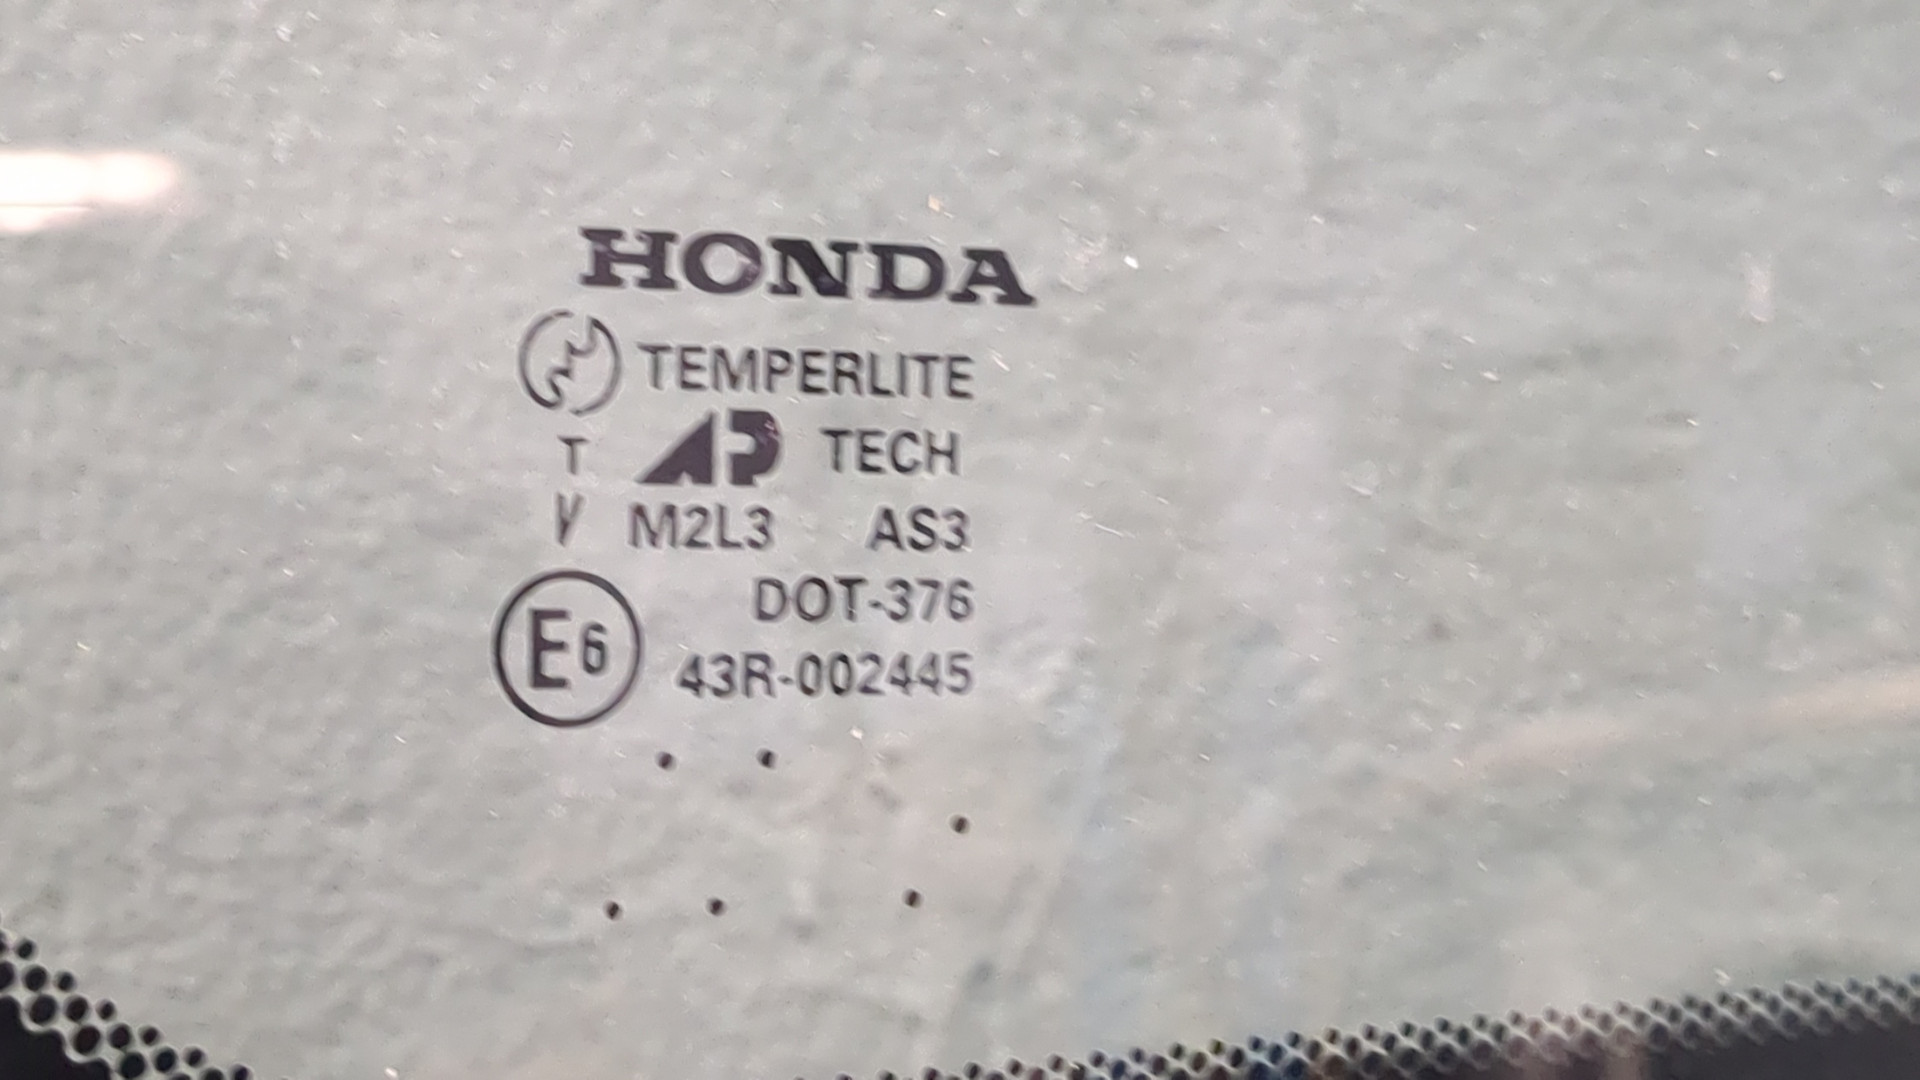 HONDA
TEMPERLITE
T AP TECH
V M2L3 AS3
DOT-376
E6 43R-002445